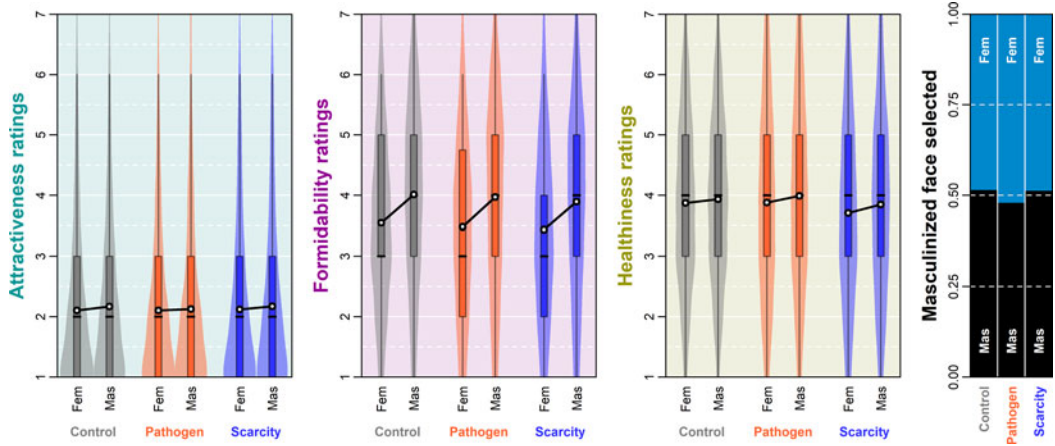 Attractiveness ratings
7
6
5
4
3
2
1
Fem Mas Fem Mas Fem Mas
Control Pathogen Scarcity
Formidability ratings
7
6
5
4
3
2
1
Fem Mas Fem Mas Fem Mas
Control Pathogen Scarcity
Healthiness ratings
7
6
5
4
3
2
1
Fem Mas Fem Mas Fem Mas
Control Pathogen Scarcity
Masculinized face selected
1.00
0.75
0.50
0.25
0.00
Fem Fem Fem
Mas Mas Mas
Control
Pathogen
Scarcity